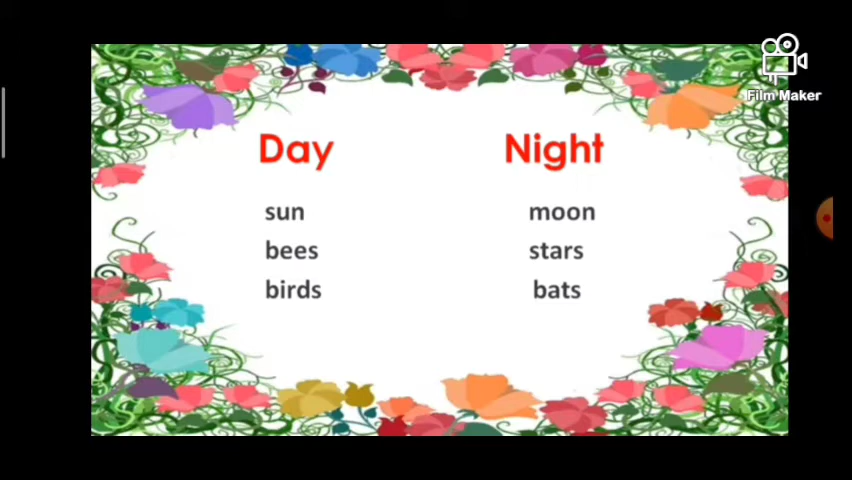 Film Maker
Day Night
sun moon
bees stars
birds bats